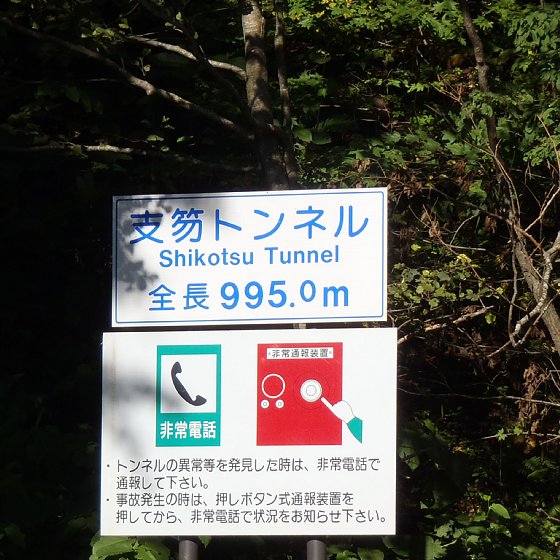 支笏トンネル
Shikotsu Tunnel
全長 995.0m
非常電話
非常通報装置
・トンネルの異常等を発見した時は、非常電話で
通報して下さい。
・事故発生の時は、押しボタン式通報装置を
押してから、非常電話で状況をお知らせ下さい。